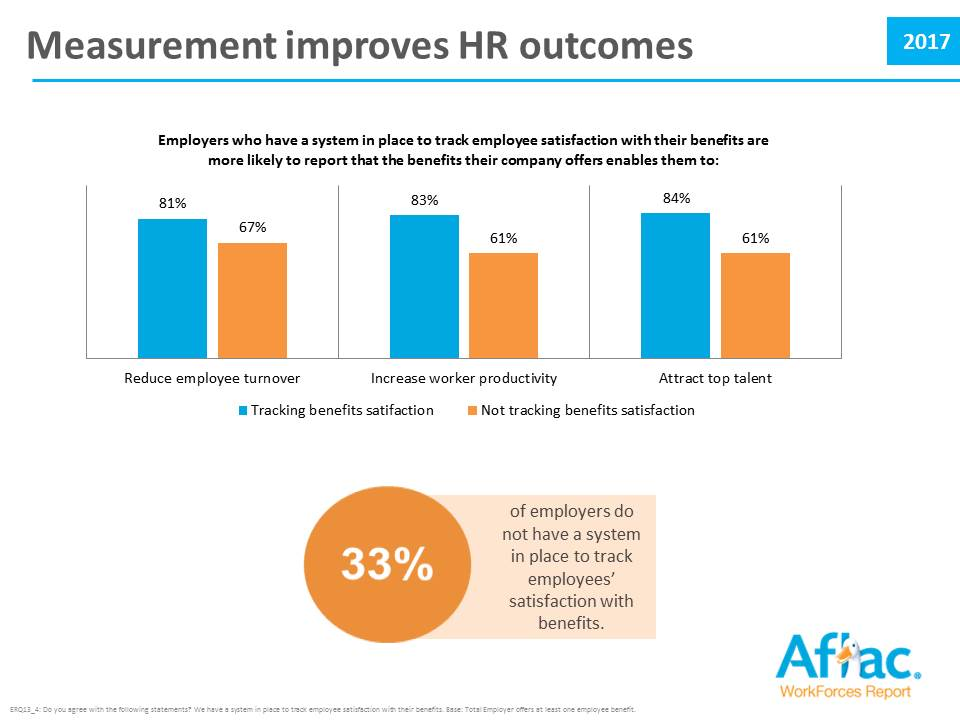 Measurement improves HR outcomes
2017
Employers who have a system in place to track employee satisfaction with their benefits are
more likely to report that the benefits their company offers enables them to:
81%
67%
83%
61%
84%
61%
Reduce employee turnover
Increase worker productivity
Attract top talent
Tracking benefits satifaction
Not tracking benefits satisfaction
33%
of employers do
not have a system
in place to track
employees’
satisfaction with
benefits.
Aflac®
WorkForces Report
ERQ13_4: Do you agree with the following statements? We have a system in place to track employee satisfaction with their benefits. Base: Total Employer offers at least one employee benefit.